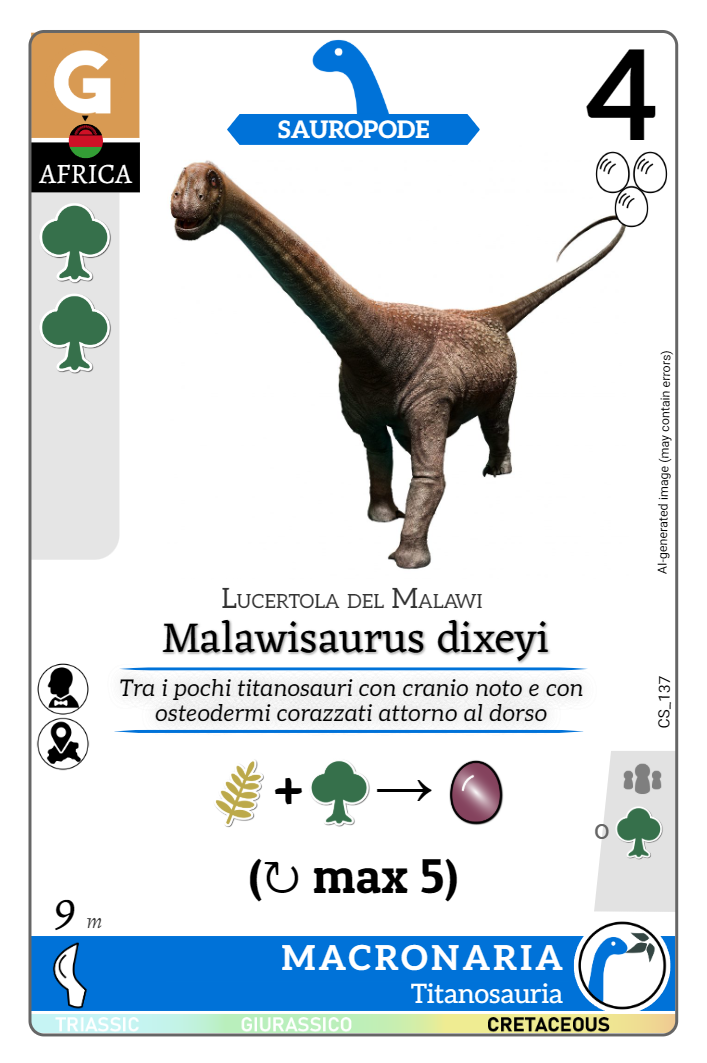 G
AFRICA
SAUROPODE
4
AI-generated image (may contain errors)
LUCERTOLA DEL MALAWI
Malawisaurus dixeyi
Tra i pochi titanosauri con cranio noto e con
osteodermi corazzati attorno al dorso
CS_137
+ →
o
(↻ max 5)
9 m
MACRONARIA
Titanosauria
TRIASSIC GIURASSICO CRETACEOUS